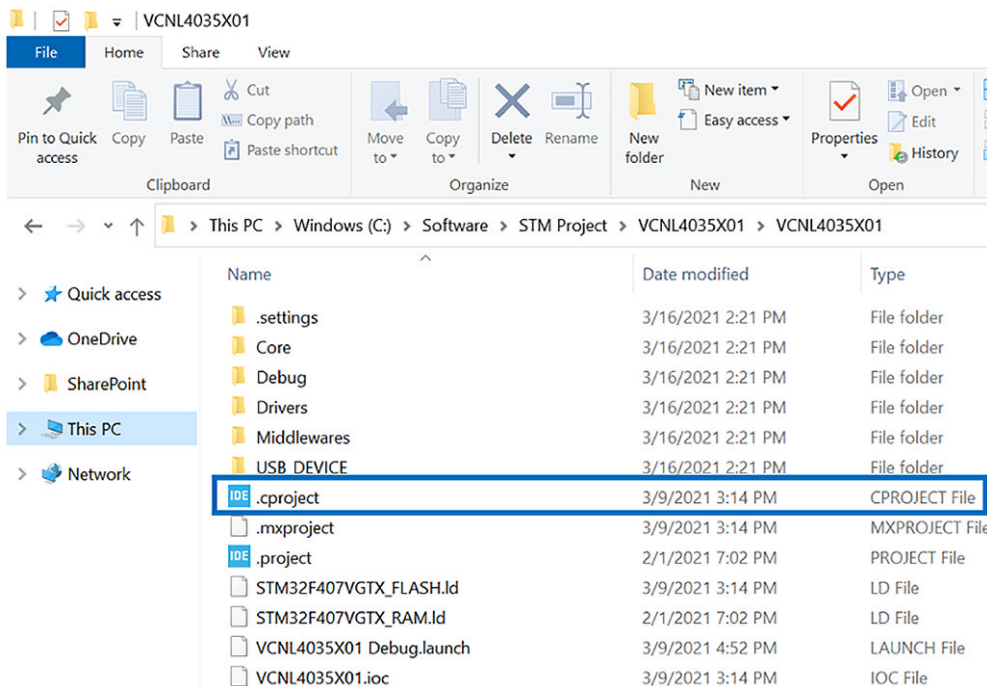 VCNL4035X01
File Home Share View
Pin to Quick access
Copy
Paste
Cut
Copy path
Paste shortcut
Move to
Copy to
Delete
Rename
New folder
New item
Easy access
Properties
Open
Edit
History
Clipboard Organize New Open
This PC > Windows (C:) > Software > STM Project > VCNL4035X01 > VCNL4035X01
Quick access
OneDrive
SharePoint
This PC
Network
Name Date modified Type
.settings 3/16/2021 2:21 PM File folder
Core 3/16/2021 2:21 PM File folder
Debug 3/16/2021 2:21 PM File folder
Drivers 3/16/2021 2:21 PM File folder
Middlewares 3/16/2021 2:21 PM File folder
USB_DEVICE 3/16/2021 2:21 PM File folder
IDE .cproject 3/9/2021 3:14 PM CPROJECT File
.mxproject 3/9/2021 3:14 PM MXPROJECT File
IDE .project 2/1/2021 7:02 PM PROJECT File
STM32F407VGTX_FLASH.ld 3/9/2021 3:14 PM LD File
STM32F407VGTX_RAM.ld 2/1/2021 7:02 PM LD File
VCNL4035X01 Debug.launch 3/9/2021 4:52 PM LAUNCH File
VCNL4035X01.ioc 3/9/2021 3:14 PM IOC File